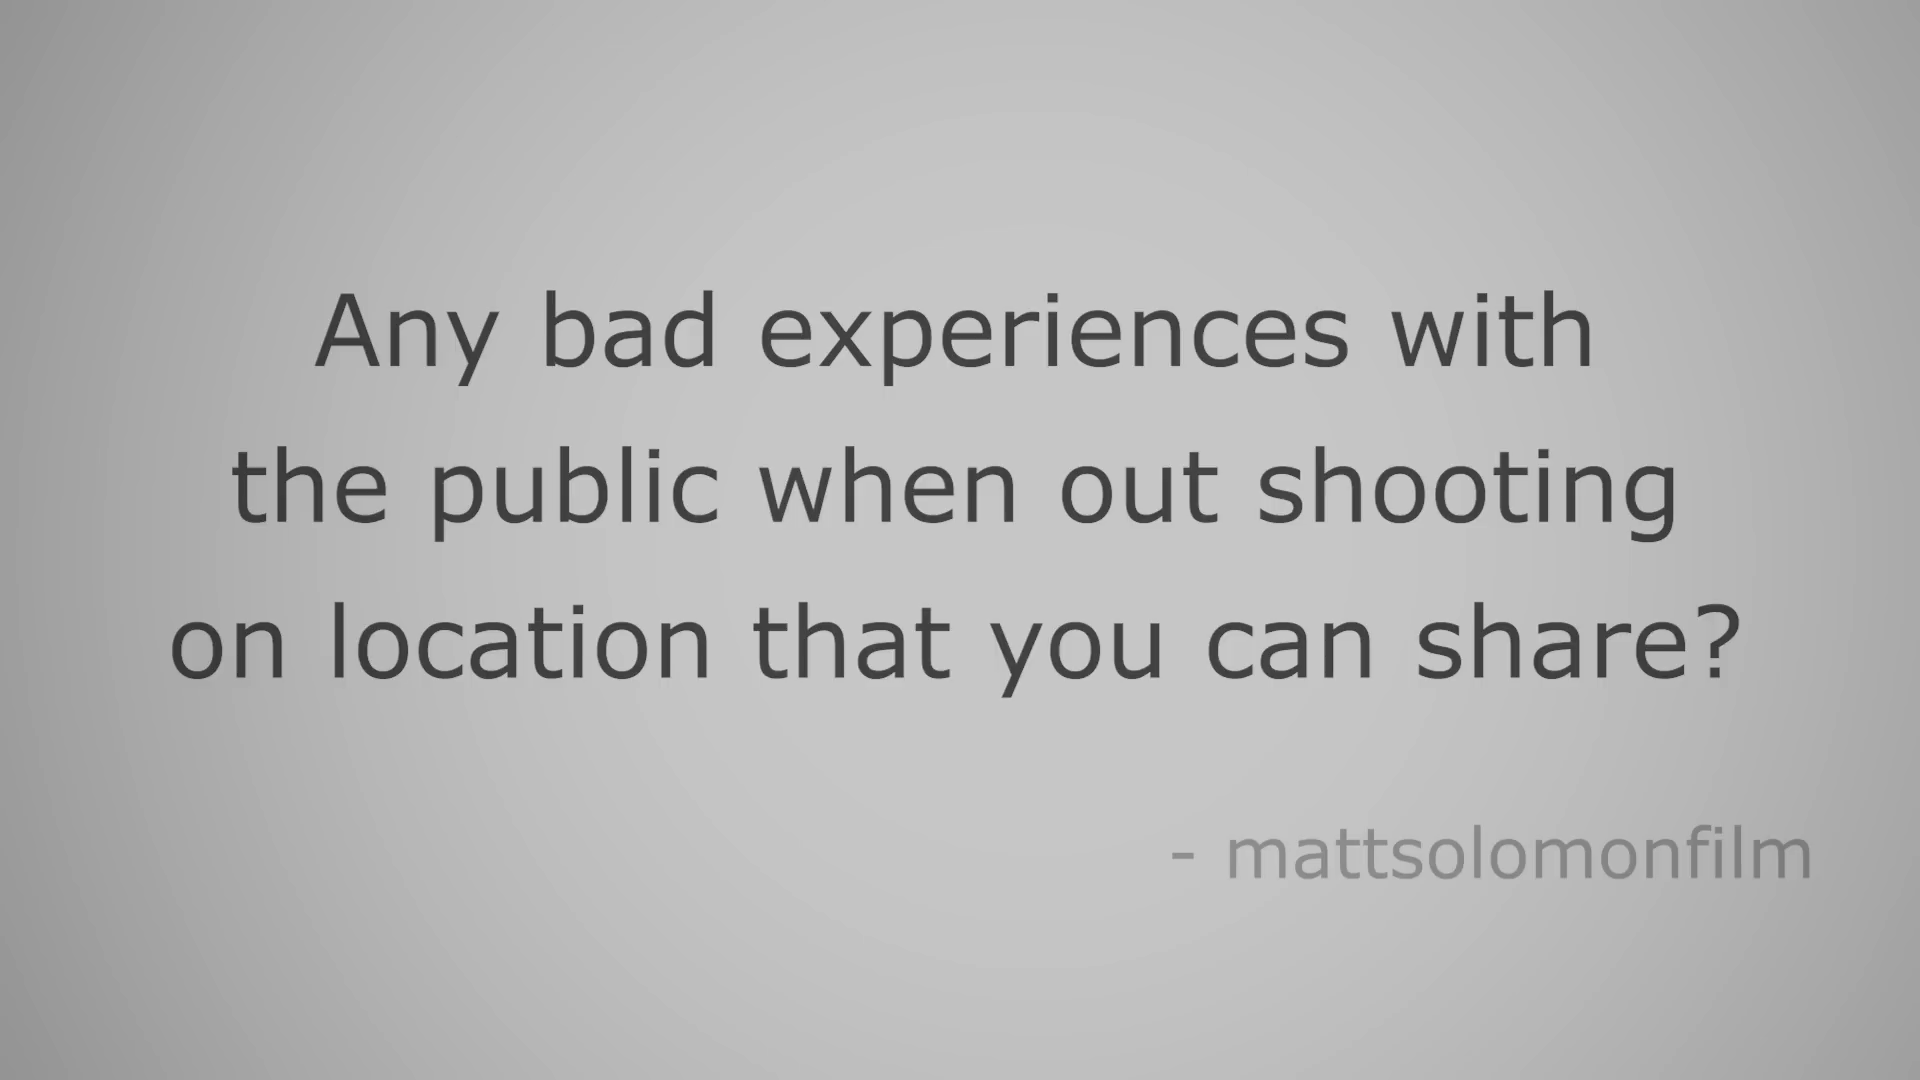 Any bad experiences with
the public when out shooting
on location that you can share?
- mattsolomonfilm